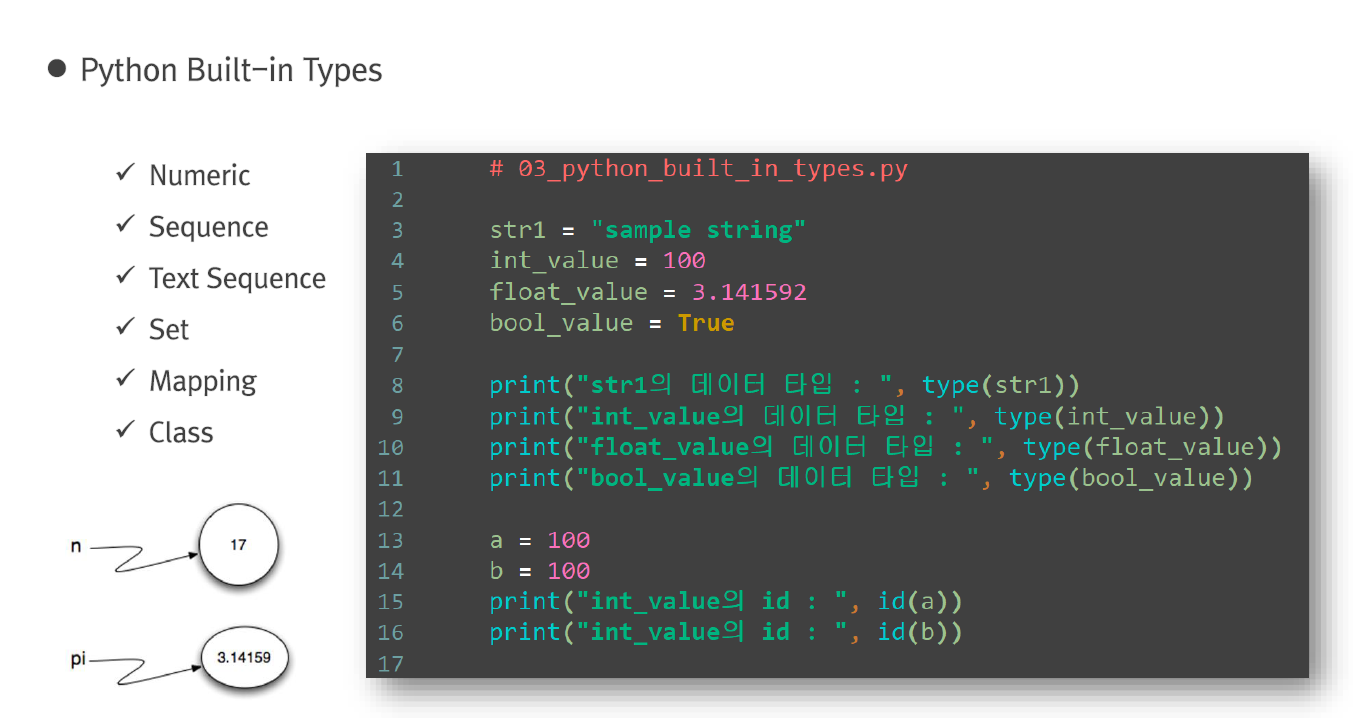 ● Python Built-in Types
✓ Numeric
✓ Sequence
✓ Text Sequence
✓ Set
✓ Mapping
✓ Class
n
17
pi
3.14159
1 # 03_python_built_in_types.py
2
3 str1 = "sample string"
4 int_value = 100
5 float_value = 3.141592
6 bool_value = True
7
8 print("str1의 데이터 타입 : ", type(str1))
9 print("int_value의 데이터 타입 : ", type(int_value))
10 print("float_value의 데이터 타입 : ", type(float_value))
11 print("bool_value의 데이터 타입 : ", type(bool_value))
12
13 a = 100
14 b = 100
15 print("int_value의 id : ", id(a))
16 print("int_value의 id : ", id(b))
17